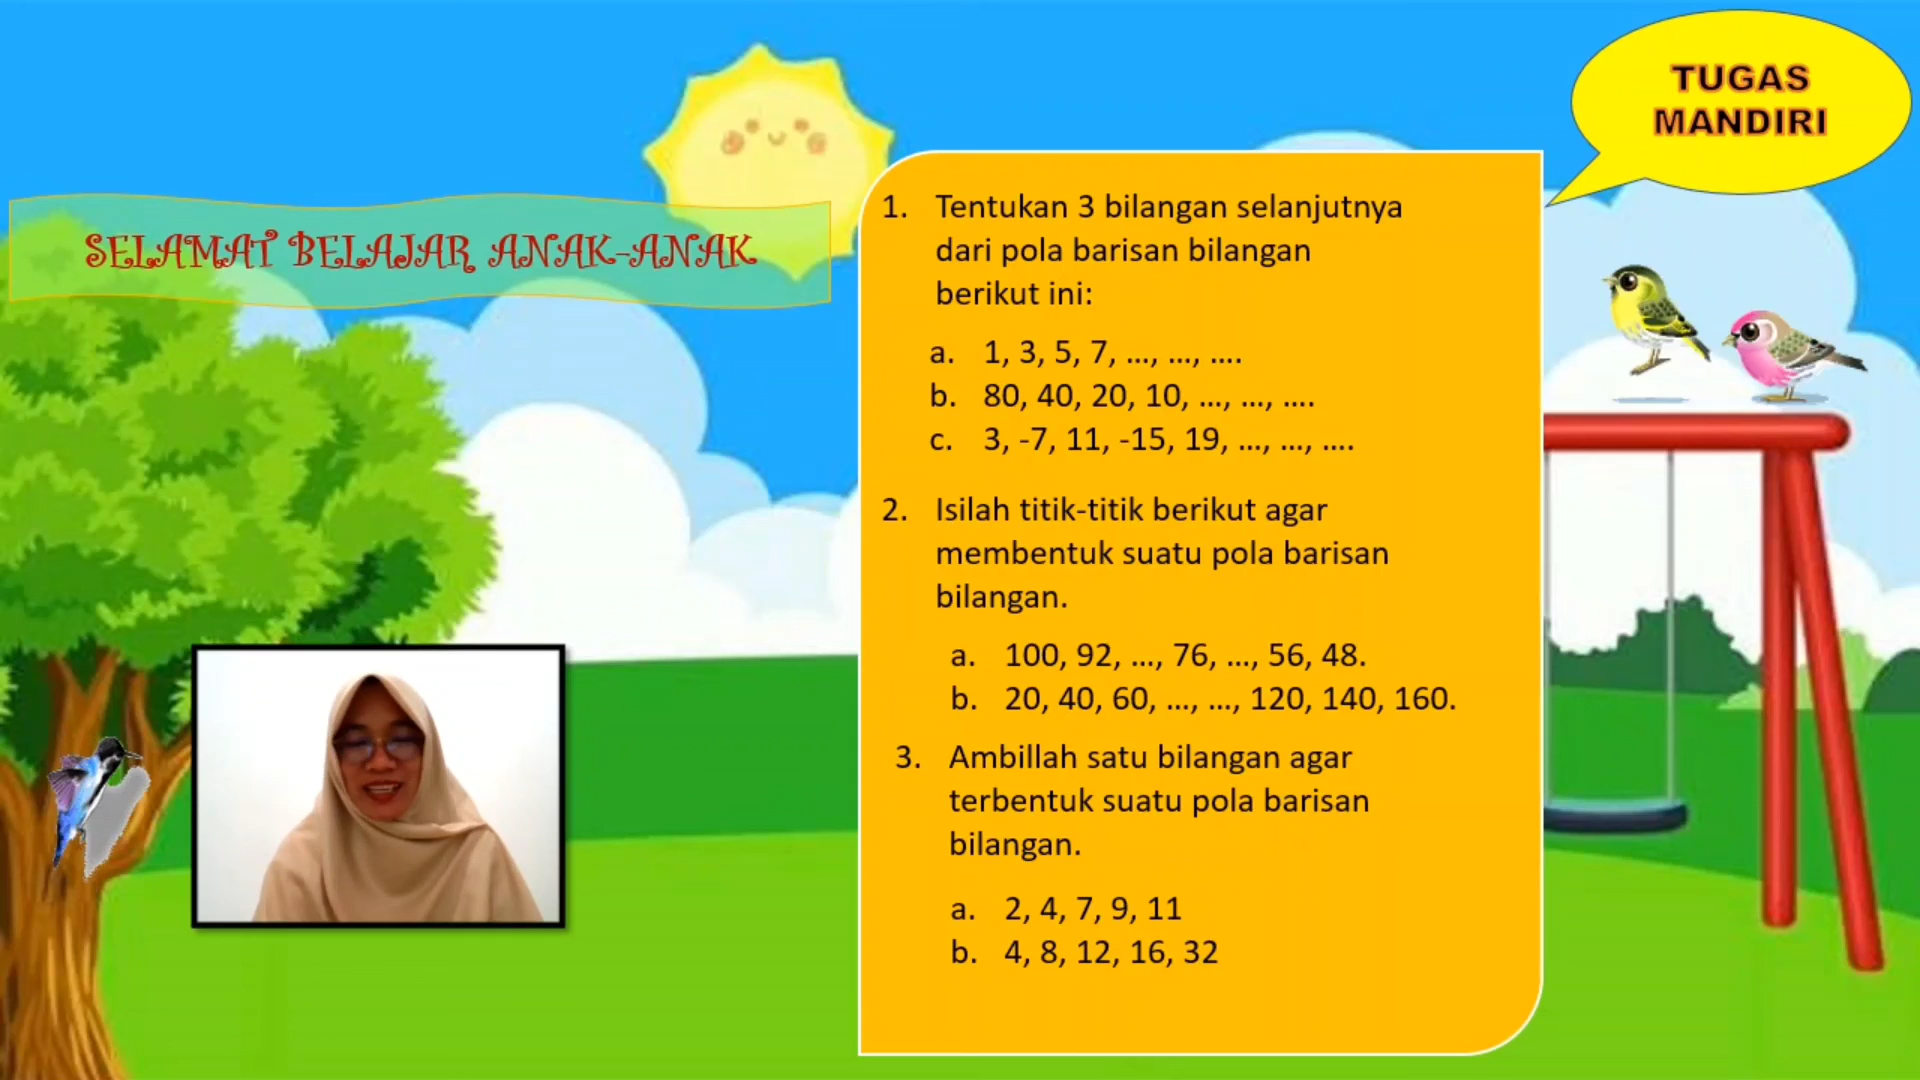 TUGAS
MANDIRI
SELAMAT BELAJAR ANAK-ANAK
1. Tentukan 3 bilangan selanjutnya
dari pola barisan bilangan
berikut ini:
a. 1, 3, 5, 7, ..., ..., ....
b. 80, 40, 20, 10, ..., ..., ....
c. 3, -7, 11, -15, 19, ..., ..., ....
2. Isilah titik-titik berikut agar
membentuk suatu pola barisan
bilangan.
a. 100, 92, ..., 76, ..., 56, 48.
b. 20, 40, 60, ..., ..., 120, 140, 160.
3. Ambillah satu bilangan agar
terbentuk suatu pola barisan
bilangan.
a. 2, 4, 7, 9, 11
b. 4, 8, 12, 16, 32